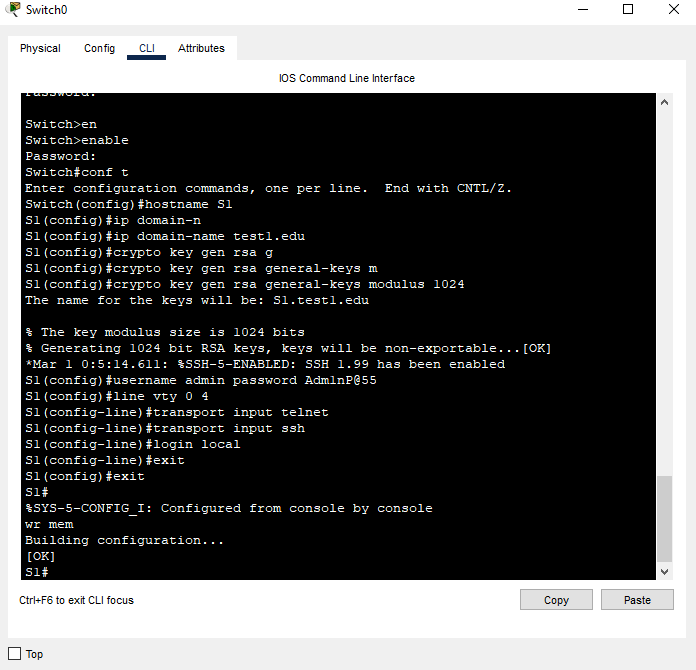 Switch0
Physical Config CLI Attributes
IOS Command Line Interface
Password:
Switch>en
Switch>enable
Password:
Switch#conf t
Enter configuration commands, one per line.  End with CNTL/Z.
Switch(config)#hostname S1
S1(config)#ip domain-n
S1(config)#ip domain-name test1.edu
S1(config)#crypto key gen rsa g
S1(config)#crypto key gen rsa general-keys m
S1(config)#crypto key gen rsa general-keys modulus 1024
The name for the keys will be: S1.test1.edu
% The key modulus size is 1024 bits
% Generating 1024 bit RSA keys, keys will be non-exportable...[OK]
*Mar 1 0:5:14.611: %SSH-5-ENABLED: SSH 1.99 has been enabled
S1(config)#username admin password Adm1nP@55
S1(config)#line vty 0 4
S1(config-line)#transport input telnet
S1(config-line)#transport input ssh
S1(config-line)#login local
S1(config-line)#exit
S1(config)#exit
S1#
%SYS-5-CONFIG_I: Configured from console by console
wr mem
Building configuration...
[OK]
S1#
Ctrl+F6 to exit CLI focus
Copy Paste
Top